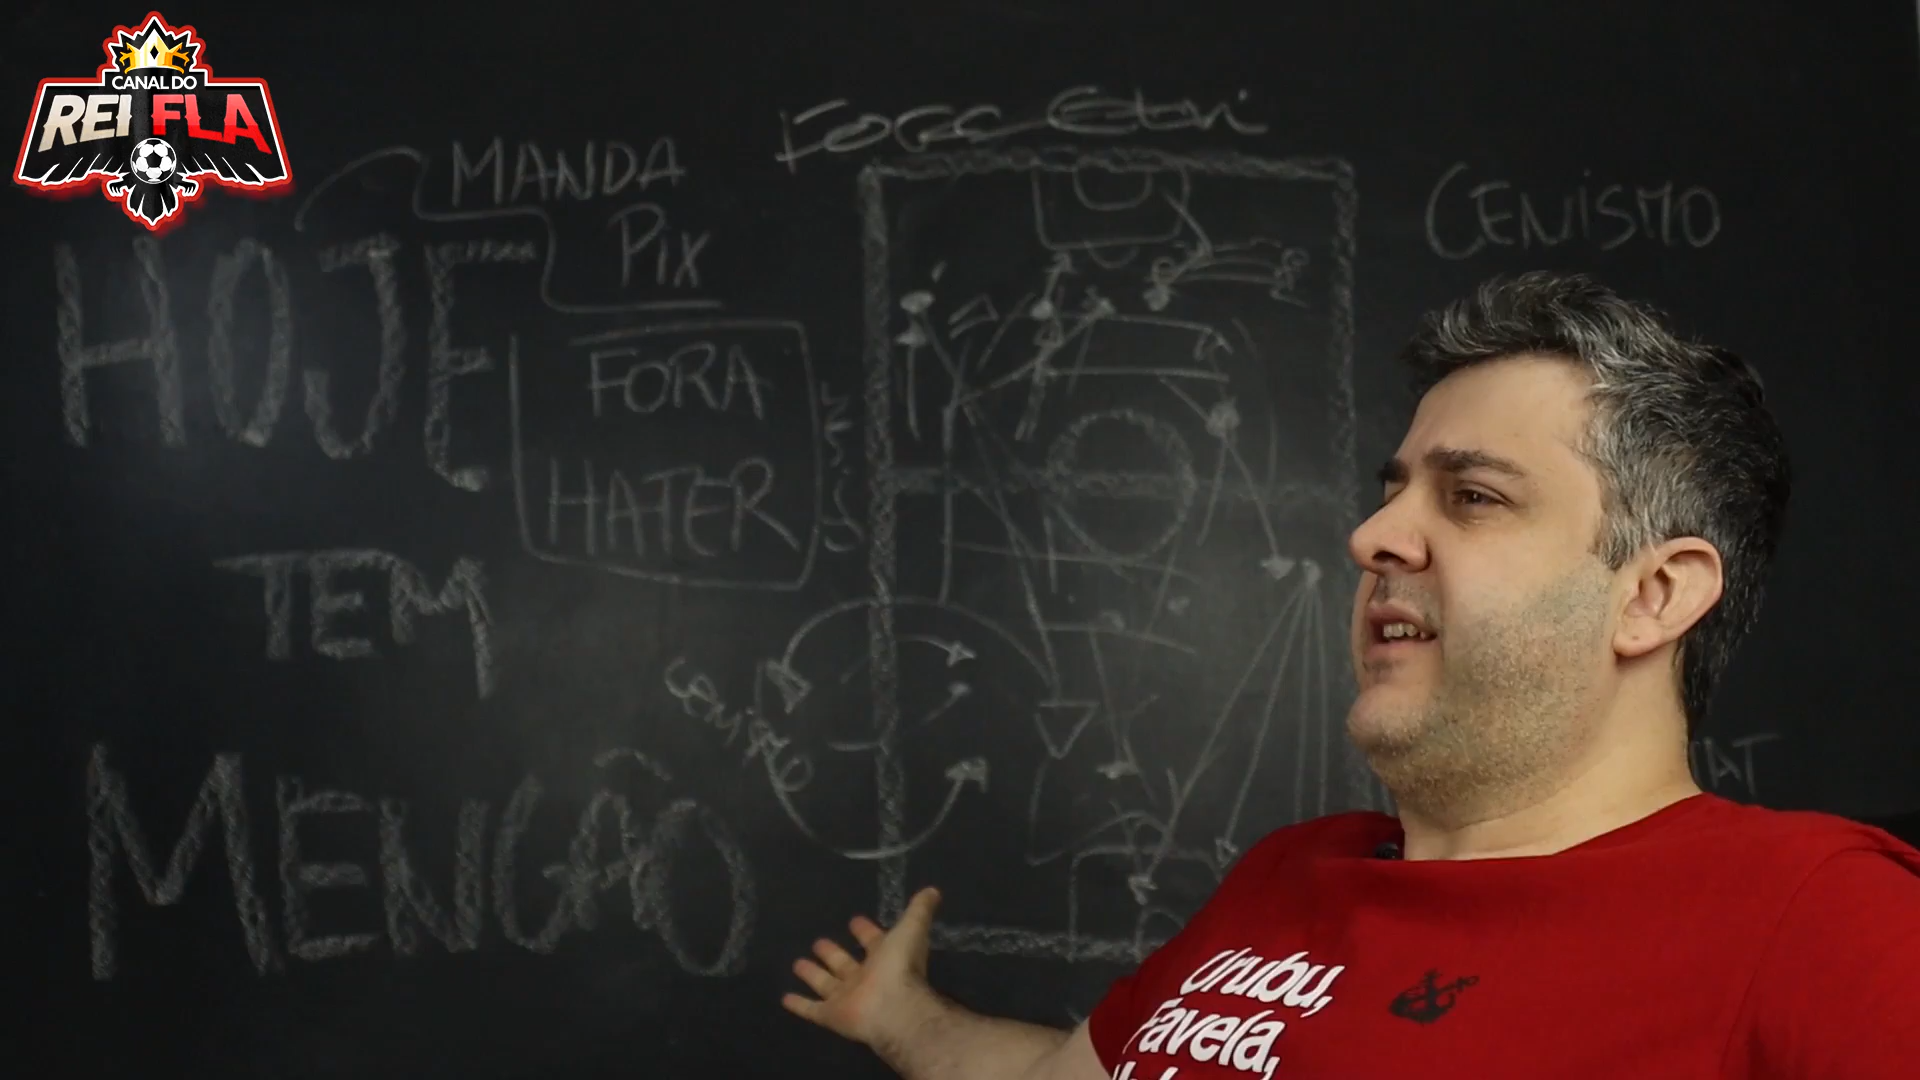 CANAL DO
REI FLA
MANDA
PIX
CENISMO
HOJE
FORA
HATER
TEM
MENGÃO
Urubu,
Favela,